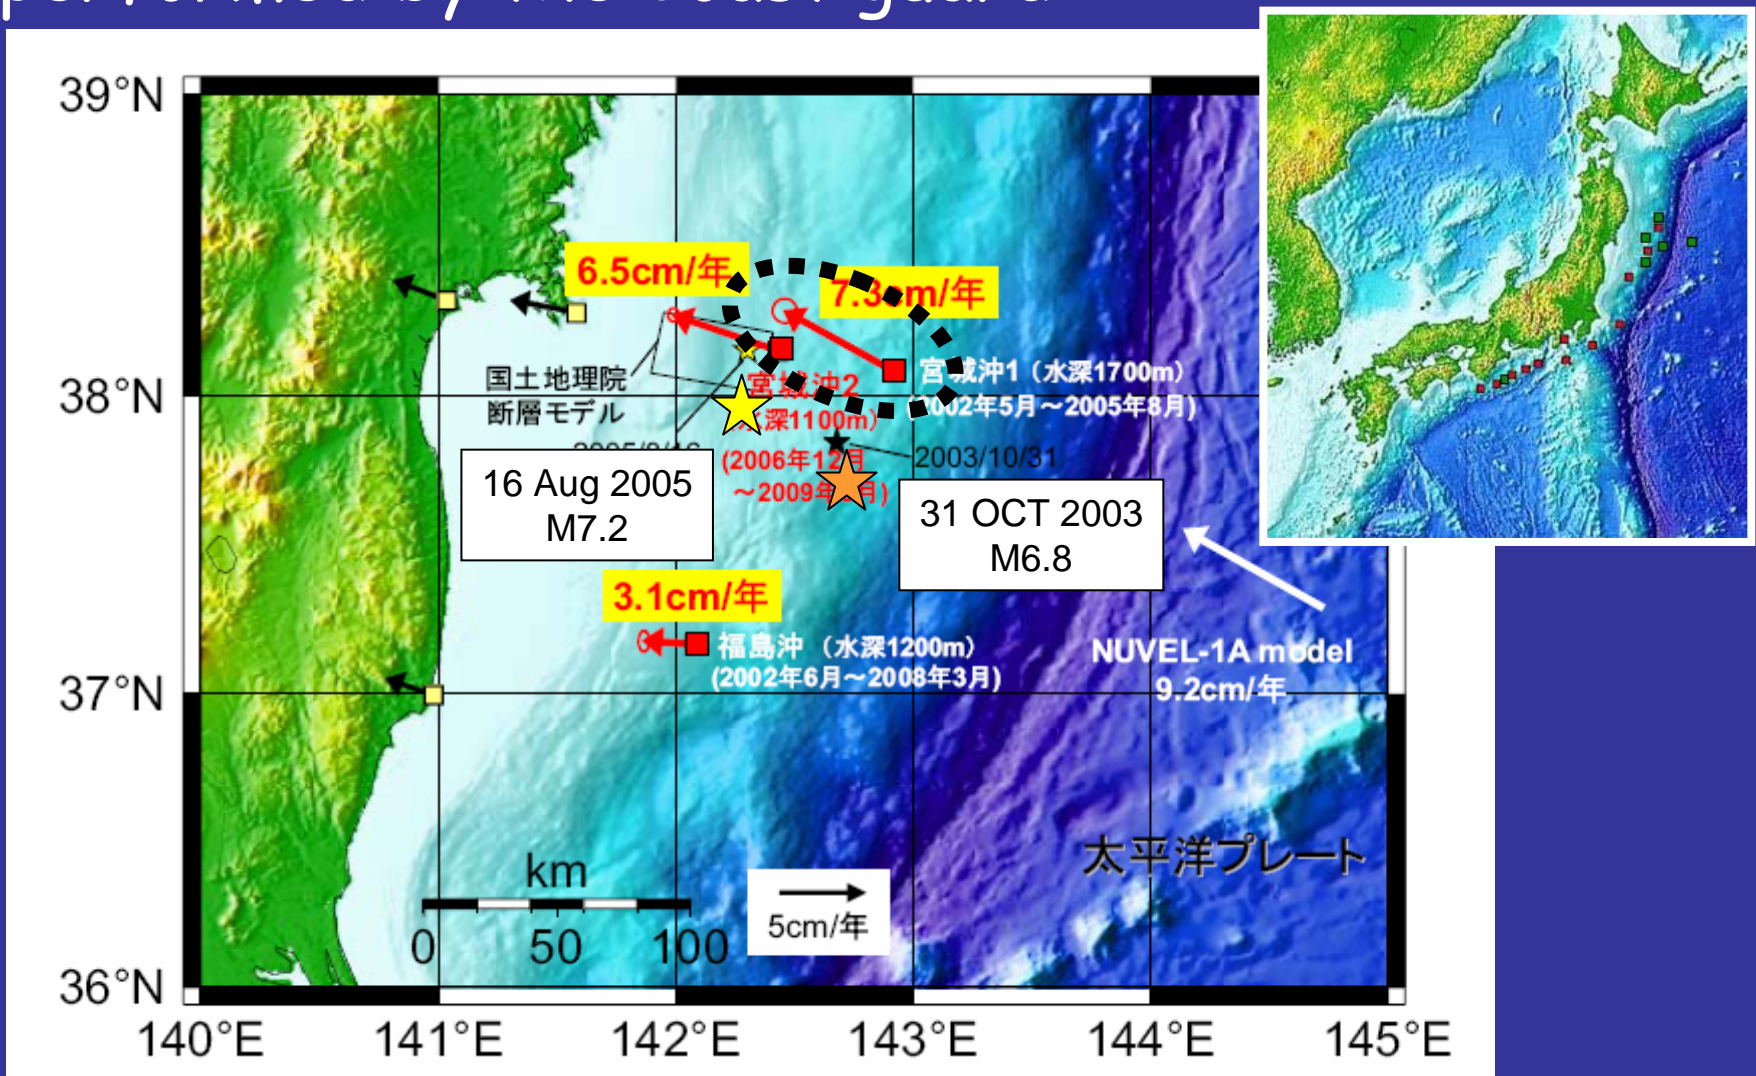 performed by the coast guard
39°N
38°N
37°N
36°N
140°E
141°E
142°E
143°E
144°E
145°E
6.5cm/年
7.3cm/年
国土地理院
断層モデル
宮城沖2
水深1100m)
(2006年12月
～2009年 月)
宮城沖1（水深1700m）
(2002年5月～2005年8月)
2003/10/31
16 Aug 2005
M7.2
31 OCT 2003
M6.8
3.1cm/年
福島沖（水深1200m）
(2002年6月～2008年3月)
NUVEL-1A model
9.2cm/年
太平洋プレート
km
0 50 100
5cm/年